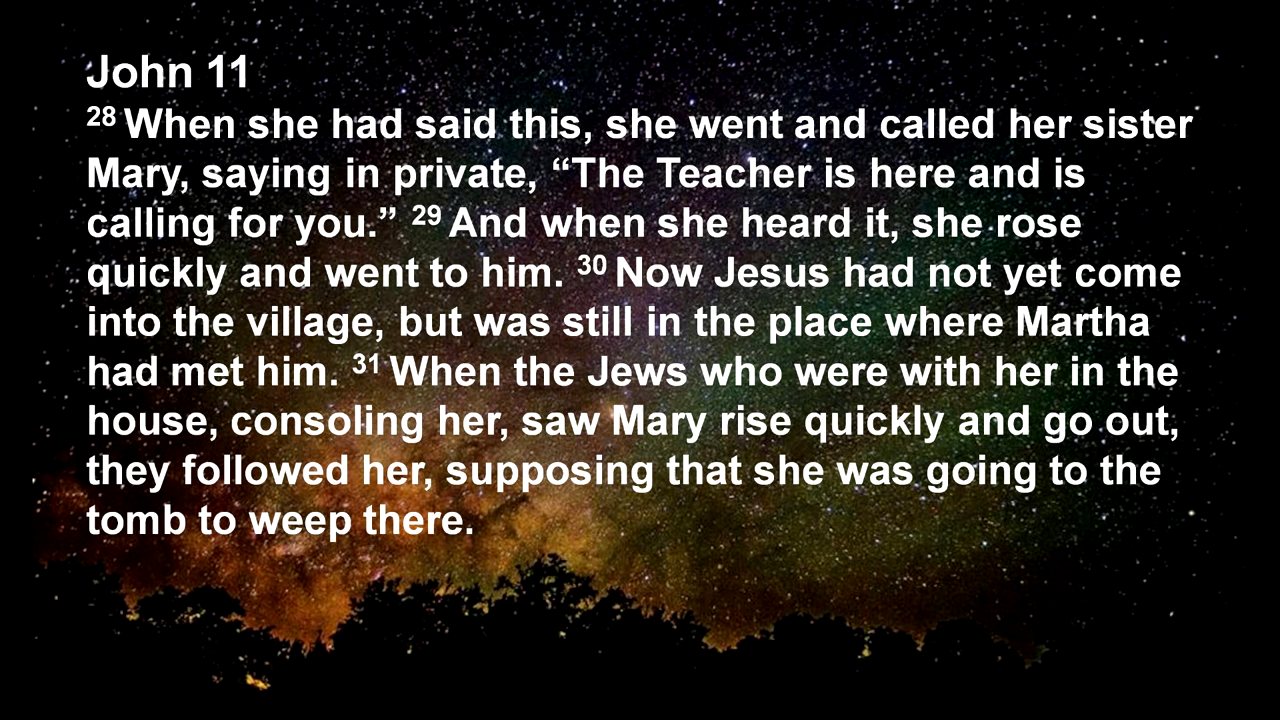 John 11
28 When she had said this, she went and called her sister
Mary, saying in private, “The Teacher is here and is
calling for you.” 29 And when she heard it, she rose
quickly and went to him. 30 Now Jesus had not yet come
into the village, but was still in the place where Martha
had met him. 31 When the Jews who were with her in the
house, consoling her, saw Mary rise quickly and go out,
they followed her, supposing that she was going to the
tomb to weep there.